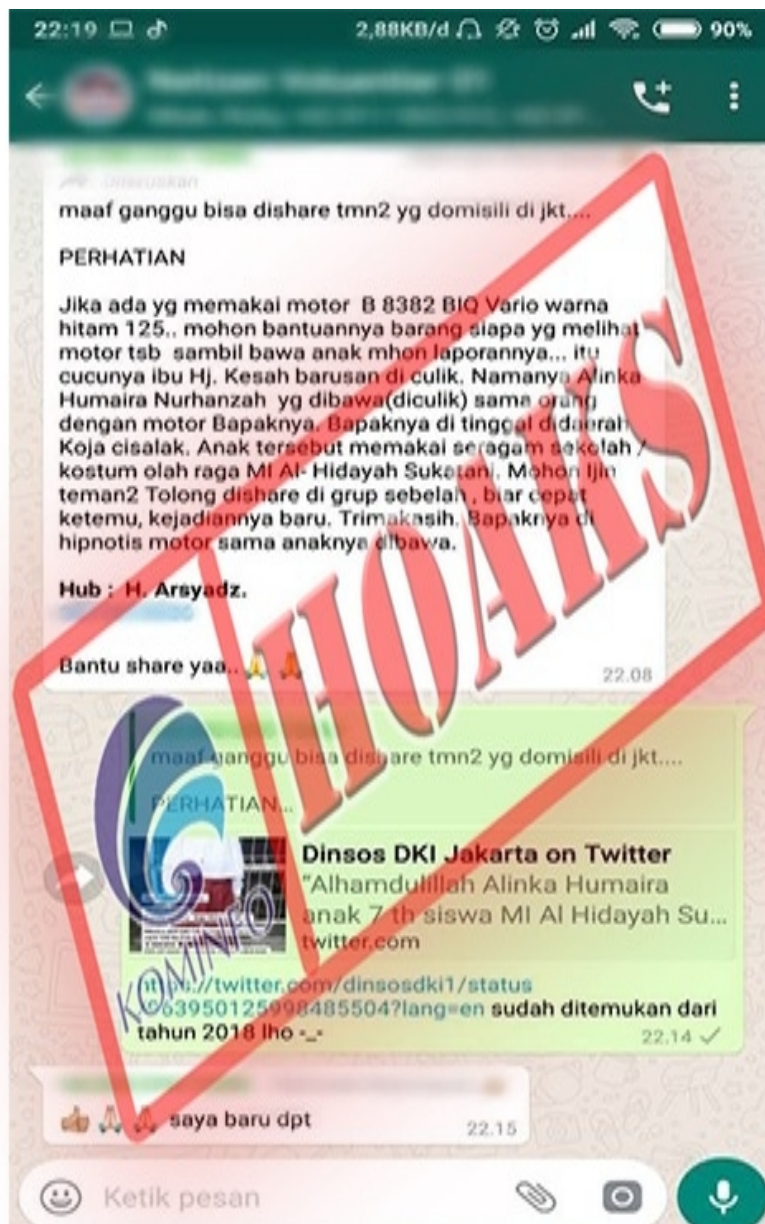 22:19 2,88KB/d 90%
Diteruskan
maaf ganggu bisa dishare tmn2 yg domisili di jkt....
PERHATIAN
Jika ada yg memakai motor B 8382 BIQ Vario warna
hitam 125.. mohon bantuannya barang siapa yg melihat
motor tsb sambil bawa anak mhon laporannya... itu
cucunya ibu Hj. Kesah barusan di culik. Namanya Alinka
Humaira Nurhanzah yg dibawa(diculik) sama orang
dengan motor Bapaknya. Bapaknya di tinggal didaerah
Koja cisalak. Anak tersebut memakai seragam sekolah /
kostum olah raga MI Al- Hidayah Sukatani. Mohon Ijin
teman2 Tolong dishare di grup sebelah , biar cepat
ketemu, kejadiannya baru. Trimakasih. Bapaknya di
hipnotis motor sama anaknya dibawa.
Hub : H. Arsyadz.
Bantu share yaa..
22.08
HOAKS
KOMINFO
maaf ganggu bisa dishare tmn2 yg domisili di jkt....
PERHATIAN...
Dinsos DKI Jakarta on Twitter
"Alhamdulillah Alinka Humaira
anak 7 th siswa MI Al Hidayah Su...
twitter.com
https://twitter.com/dinsosdki1/status
963950125998485504?lang=en sudah ditemukan dari
tahun 2018 lho -_-
22.14
saya baru dpt
22.15
Ketik pesan